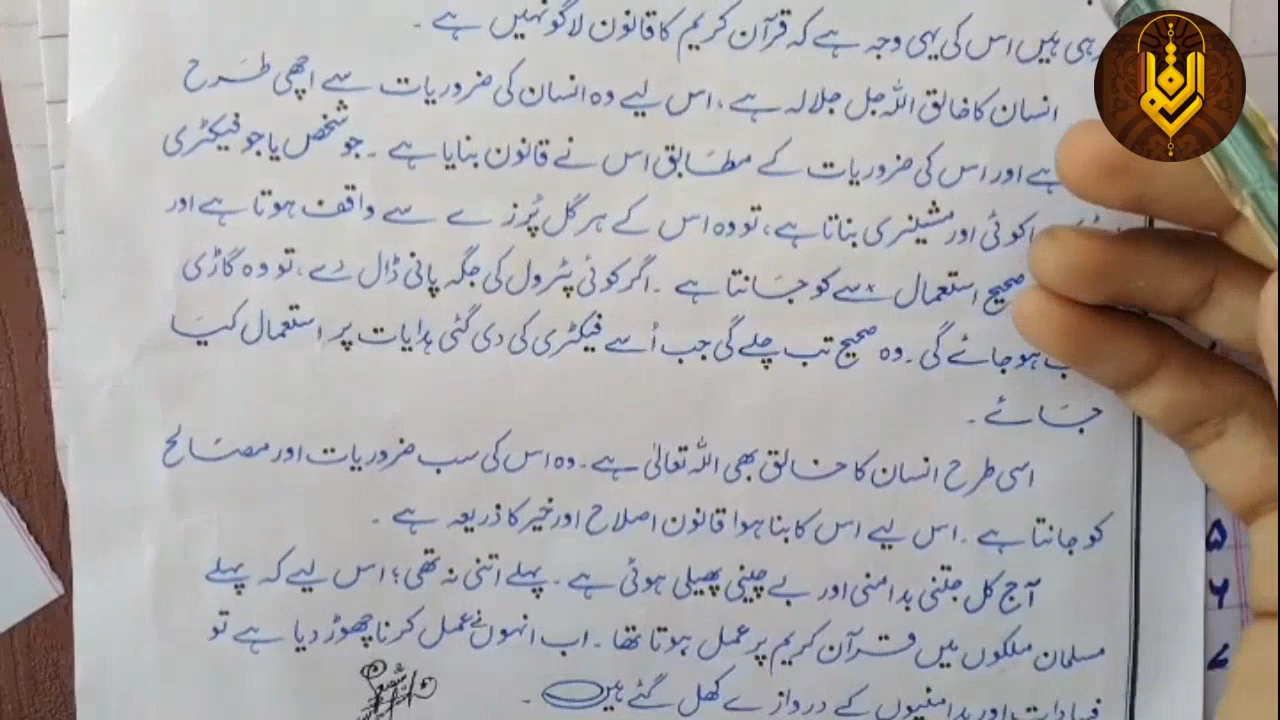 رہی ہیں اس کی یہی وجہ ہے کہ قرآن کریم کا قانون لاگو نہیں ہے ۔
انسان کا خالق اللہ جل جلالہ ہے ، اس لیے وہ انسان کی ضروریات سے اچھی طرح
ہے اور اس کی ضروریات کے مطابق اس نے قانون بنایا ہے ۔ جو شخص یا جو فیکٹری
کوئی اور مشینری بناتا ہے ، تو وہ اس کے ہر گل پُرزے سے واقف ہوتا ہے اور
صحیح استعمال سے کو جانتا ہے ۔ اگر کوئی پٹرول کی جگہ پانی ڈال دے ، تو وہ گاڑی
ہو جائے گی ۔ وہ صحیح تب چلے گی جب اُسے فیکٹری کی دی گئی ہدایات پر استعمال کیا
جائے ۔
اسی طرح انسان کا خالق بھی اللہ تعالیٰ ہے ۔ وہ اس کی سب ضروریات اور مصالح
کو جانتا ہے ۔ اس لیے اس کا بنا ہوا قانون اصلاح اور خیر کا ذریعہ ہے ۔
آج کل جتنی بدامنی اور بے چینی پھیلی ہوئی ہے ۔ پہلے اتنی نہ تھی ؛ اس لیے کہ پہلے
مسلمان ملکوں میں قرآن کریم پر عمل ہوتا تھا ۔ اب انہوں نے عمل کرنا چھوڑ دیا ہے تو
فسادات اور بدامنیوں کے دروازے کھل گئے ہیں ۔
۵
۶
۷